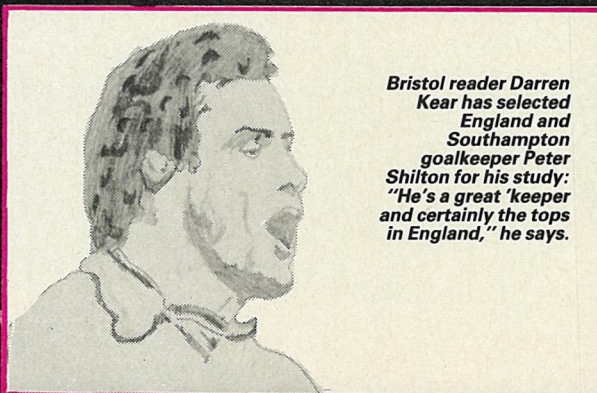 Bristol reader Darren
Kear has selected
England and
Southampton
goalkeeper Peter
Shilton for his study:
"He's a great 'keeper
and certainly the tops
in England," he says.